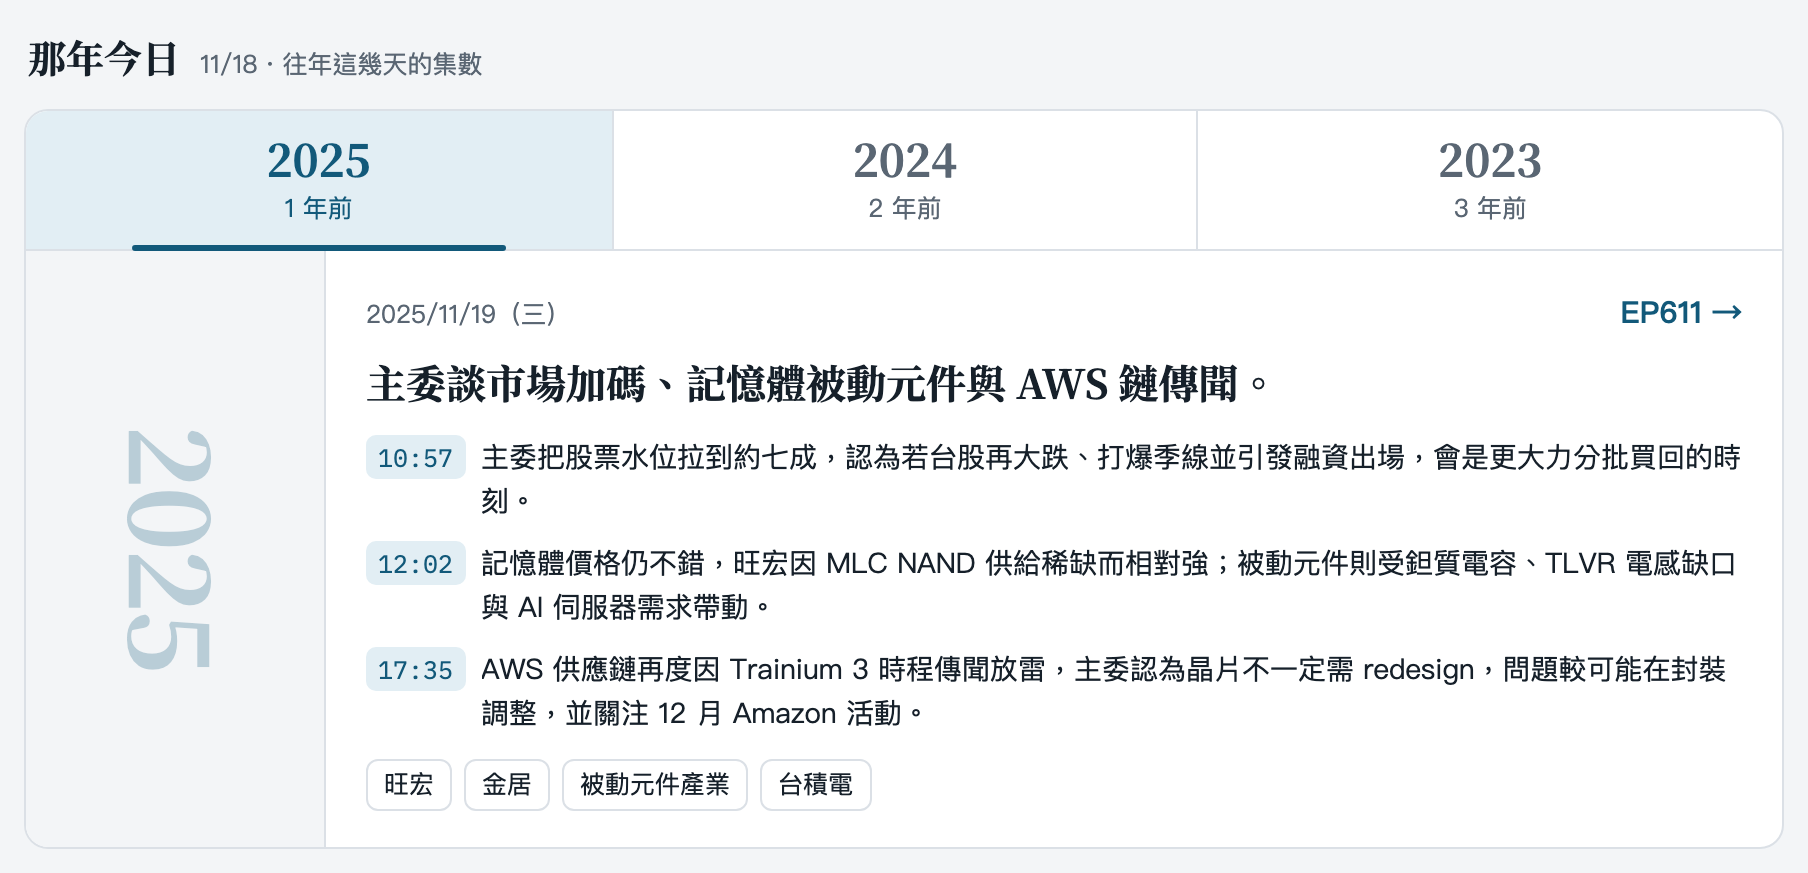 那年今日 11/18・往年這幾天的集數
2025
1 年前
2024
2 年前
2023
3 年前
2025
2025/11/19（三）
EP611 →
主委談市場加碼、記憶體被動元件與 AWS 鏈傳聞。
10:57 主委把股票水位拉到約七成，認為若台股再大跌、打爆季線並引發融資出場，會是更大力分批買回的時
刻。
12:02 記憶體價格仍不錯，旺宏因 MLC NAND 供給稀缺而相對強；被動元件則受鉭質電容、TLVR 電感缺口
與 AI 伺服器需求帶動。
17:35 AWS 供應鏈再度因 Trainium 3 時程傳聞放雷，主委認為晶片不一定需 redesign，問題較可能在封裝
調整，並關注 12 月 Amazon 活動。
旺宏 金居 被動元件產業 台積電